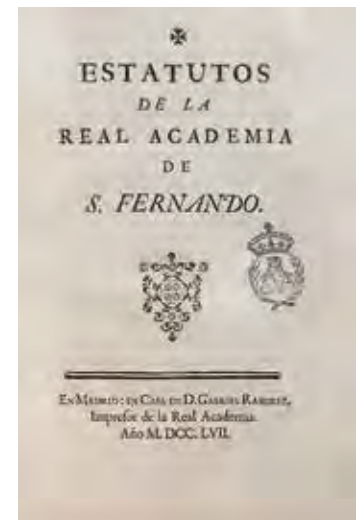 ESTATUTOS
DE LA
REAL ACADEMIA
DE
S. FERNANDO.
EN MADRID: EN CASA DE D. GABRIEL RAMIREZ,
Impresor de la Real Academia.
Año M. DCC. LVII.